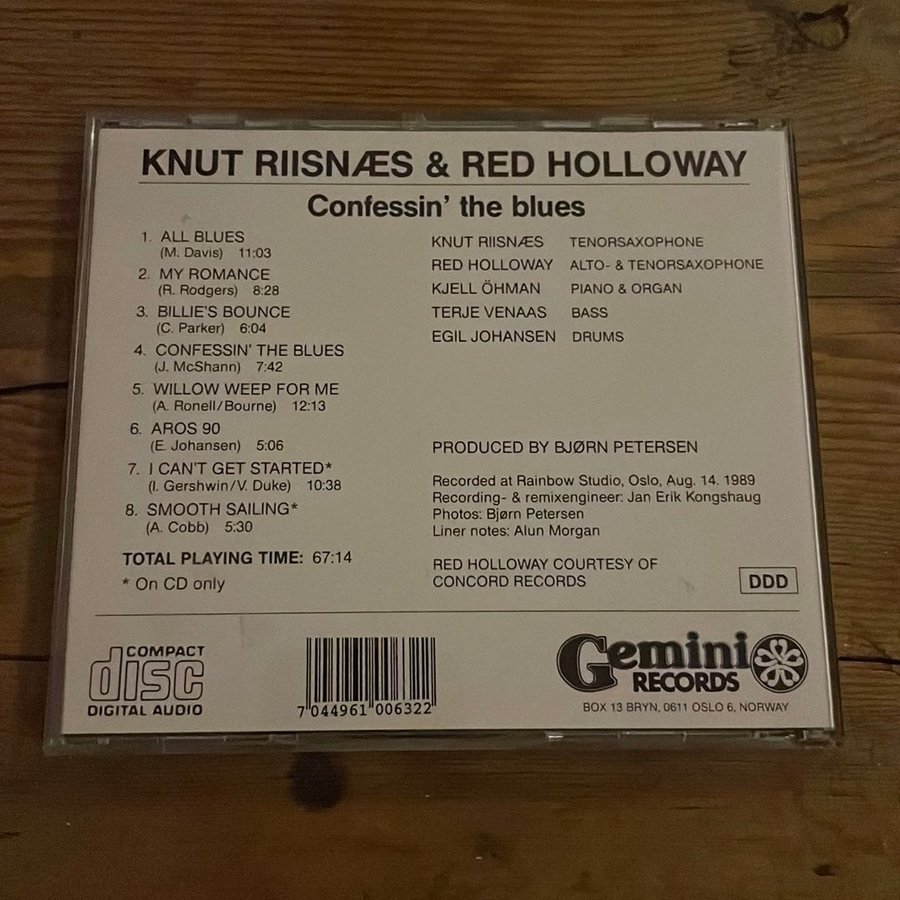 KNUT RIISNÆS & RED HOLLOWAY
Confessin' the blues
1. ALL BLUES
(M. Davis) 11:03
2. MY ROMANCE
(R. Rodgers) 8:28
3. BILLIE'S BOUNCE
(C. Parker) 6:04
4. CONFESSIN' THE BLUES
(J. McShann) 7:42
5. WILLOW WEEP FOR ME
(A. Ronell/Bourne) 12:13
6. AROS 90
(E. Johansen) 5:06
7. I CAN'T GET STARTED*
(I. Gershwin/V. Duke) 10:38
8. SMOOTH SAILING*
(A. Cobb) 5:30
TOTAL PLAYING TIME: 67:14
* On CD only
KNUT RIISNÆS TENORSAXOPHONE
RED HOLLOWAY ALTO- & TENORSAXOPHONE
KJELL ÖHMAN PIANO & ORGAN
TERJE VENAAS BASS
EGIL JOHANSEN DRUMS
PRODUCED BY BJØRN PETERSEN
Recorded at Rainbow Studio, Oslo, Aug. 14. 1989
Recording- & remixengineer: Jan Erik Kongshaug
Photos: Bjørn Petersen
Liner notes: Alun Morgan
RED HOLLOWAY COURTESY OF
CONCORD RECORDS
DDD
COMPACT
disc
DIGITAL AUDIO
7 044961 006322
Gemini
RECORDS
BOX 13 BRYN, 0611 OSLO 6, NORWAY